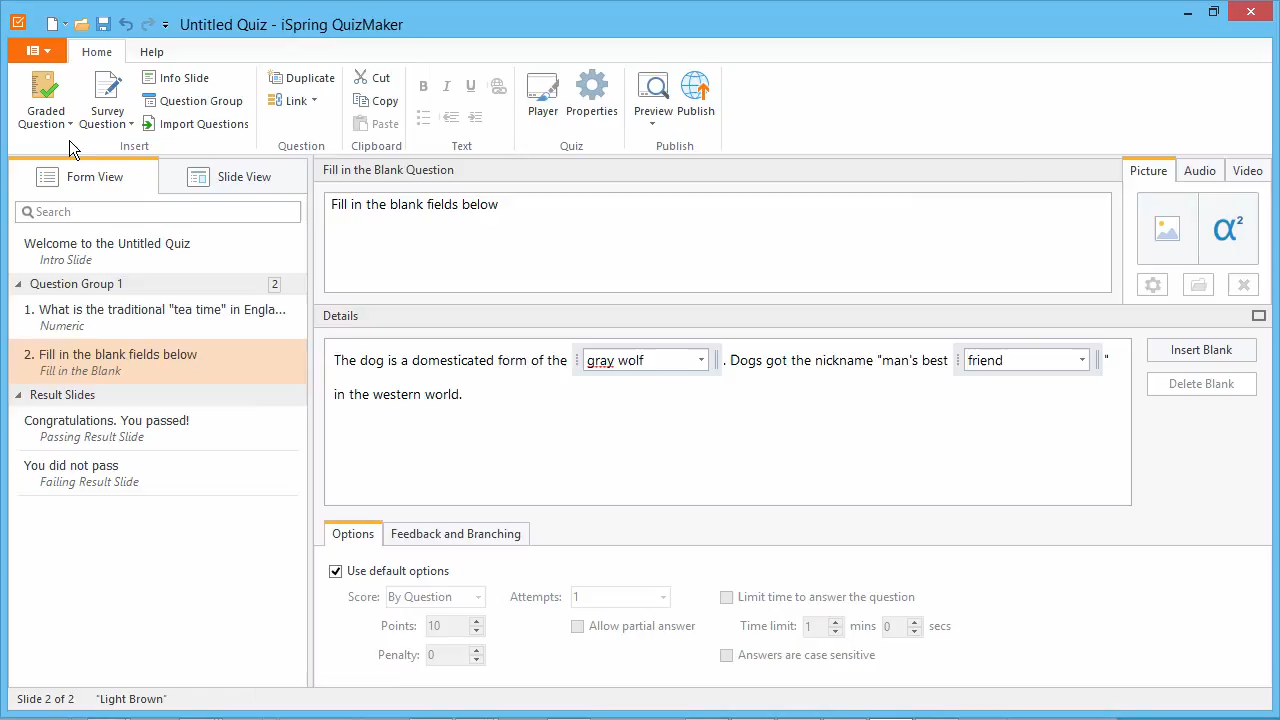 Untitled Quiz - iSpring QuizMaker
Home Help
Graded Question
Survey Question
Info Slide
Question Group
Import Questions
Insert
Duplicate
Link
Question
Cut
Copy
Paste
Clipboard
B I U
Text
Player
Properties
Quiz
Preview
Publish
Publish
Form View
Slide View
Search
Welcome to the Untitled Quiz
Intro Slide
Question Group 1 2
1. What is the traditional "tea time" in Engla...
Numeric
2. Fill in the blank fields below
Fill in the Blank
Result Slides
Congratulations. You passed!
Passing Result Slide
You did not pass
Failing Result Slide
Fill in the Blank Question
Fill in the blank fields below
Picture Audio Video
α²
Details
The dog is a domesticated form of the gray wolf . Dogs got the nickname "man's best friend "
in the western world.
Insert Blank
Delete Blank
Options Feedback and Branching
Use default options
Score: By Question Attempts: 1 Limit time to answer the question
Points: 10 Allow partial answer Time limit: 1 mins 0 secs
Penalty: 0 Answers are case sensitive
Slide 2 of 2 "Light Brown"